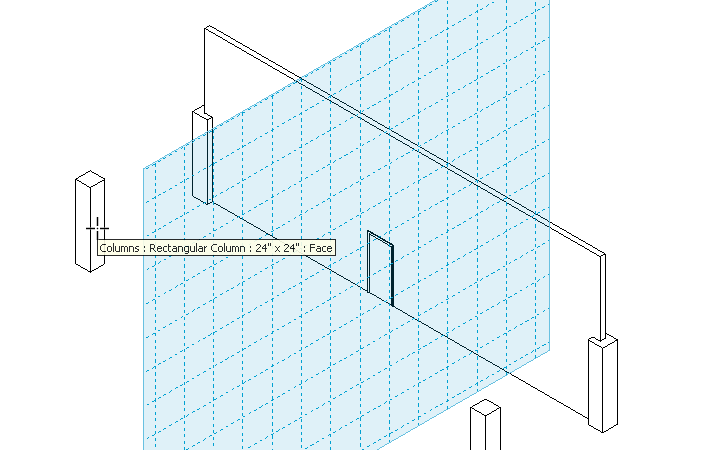 Columns : Rectangular Column : 24" x 24" : Face